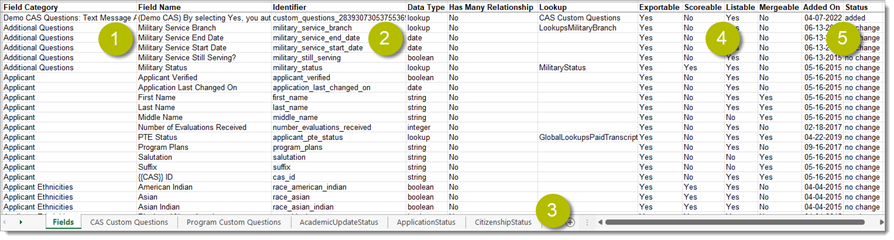 Field Category Field Name Identifier Data Type Has Many Relationship Lookup Exportable Scoreable Listable Mergeable Added On Status
Demo CAS Questions: Text Message A (Demo CAS) By selecting Yes, you aut custom_questions_2839307305375536 lookup No CAS Custom Questions Yes No Yes No 04-07-2022 added
Additional Questions Military Service Branch military_service_branch lookup No LookupsMilitaryBranch Yes No Yes No 06-13- change
Additional Questions Military Service End Date military_service_end_date date No Yes No No 06-13- change
Additional Questions Military Service Start Date military_service_start_date date No Yes No No 06-13- change
Additional Questions Military Service Still Serving? military_still_serving boolean No Yes No Yes No 06-13-2 change
Additional Questions Military Status military_status lookup No MilitaryStatus Yes No Yes No 05-16-2015 no change
Applicant Applicant Verified applicant_verified boolean No Yes No Yes No 05-16-2015 no change
Applicant Application Last Changed On application_last_changed_on date No Yes No Yes No 05-16-2015 no change
Applicant First Name first_name string No Yes No Yes Yes 05-16-2015 no change
Applicant Last Name last_name string No Yes No Yes Yes 05-16-2015 no change
Applicant Middle Name middle_name string No Yes No Yes Yes 05-16-2015 no change
Applicant Number of Evaluations Received number_evaluations_received integer No Yes No Yes No 02-18-2017 no change
Applicant PTE Status applicant_pte_status lookup No GlobalLookupsPaidTranscript Yes No Yes Yes 04-22-2019 no change
Applicant Program Plans program_plans string No Yes No Yes No 09-16-2017 no change
Applicant Salutation salutation string No Yes No No Yes 05-16-2015 no change
Applicant Suffix suffix string No Yes No Yes Yes 05-16-2015 no change
Applicant {{CAS}} ID cas_id string No Yes No Yes Yes 05-16-2015 no change
Applicant Ethnicities American Indian race_american_indian boolean No Yes Yes Yes No 04-04-2015 no change
Applicant Ethnicities Asian race_asian boolean No Yes Yes Yes No 04-04-2015 no change
Applicant Ethnicities Asian Indian race_asian_indian boolean No Yes Yes Yes No 04-04-2015 no change
1 2 4 5
Fields CAS Custom Questions Program Custom Questions AcademicUpdateStatus ApplicationStatus CitizenshipStatus 3